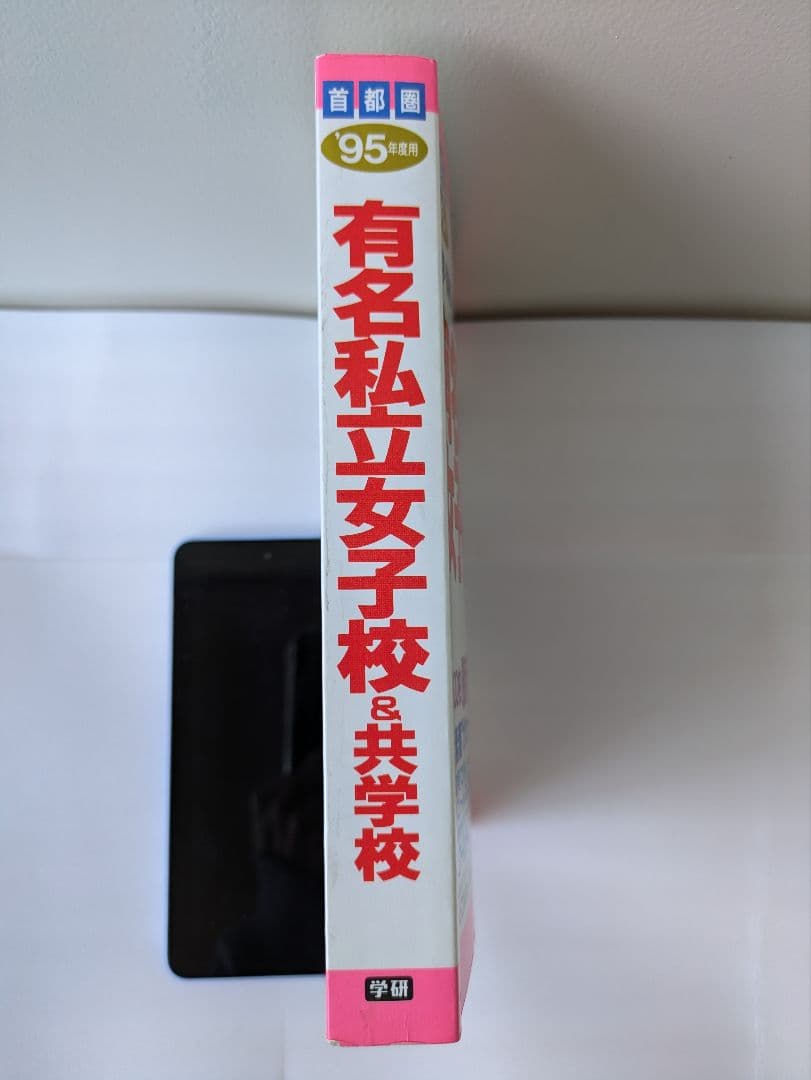 首都圏
'95年度用
有名私立女子校&共学校
学研